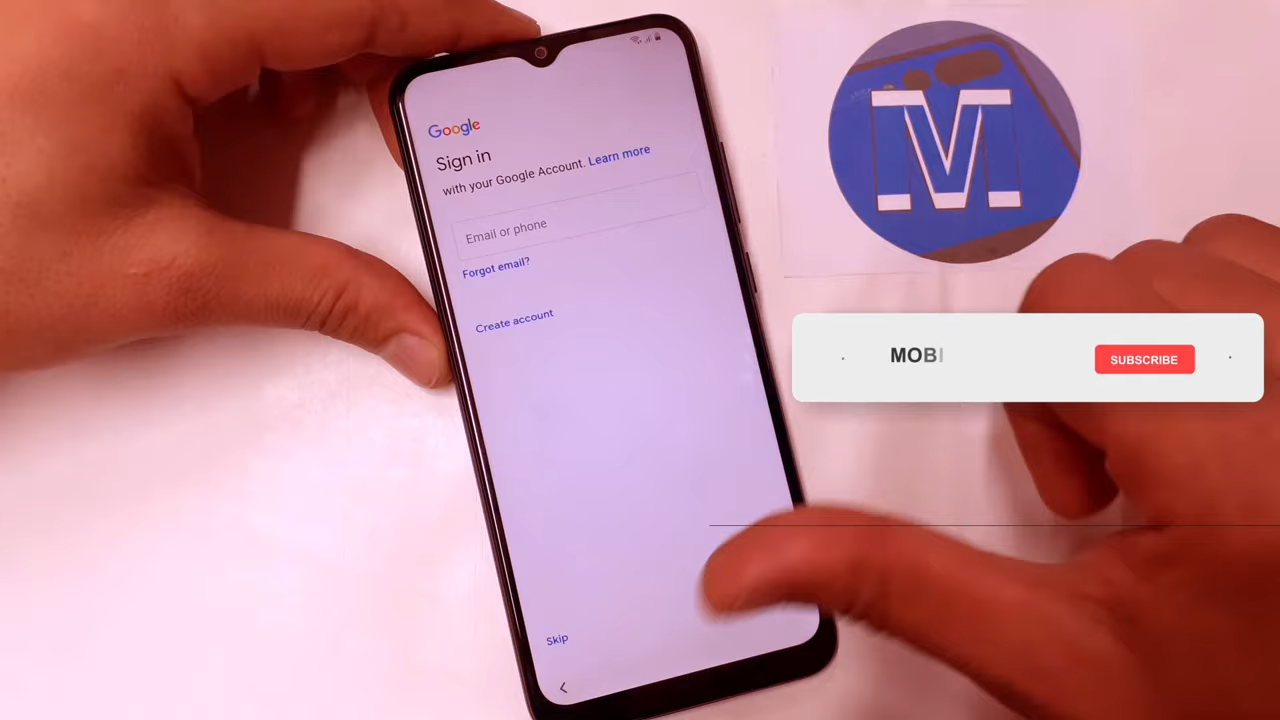 Google
Sign in
with your Google Account. Learn more
Email or phone
Forgot email?
Create account
Skip
M
MOBI
SUBSCRIBE